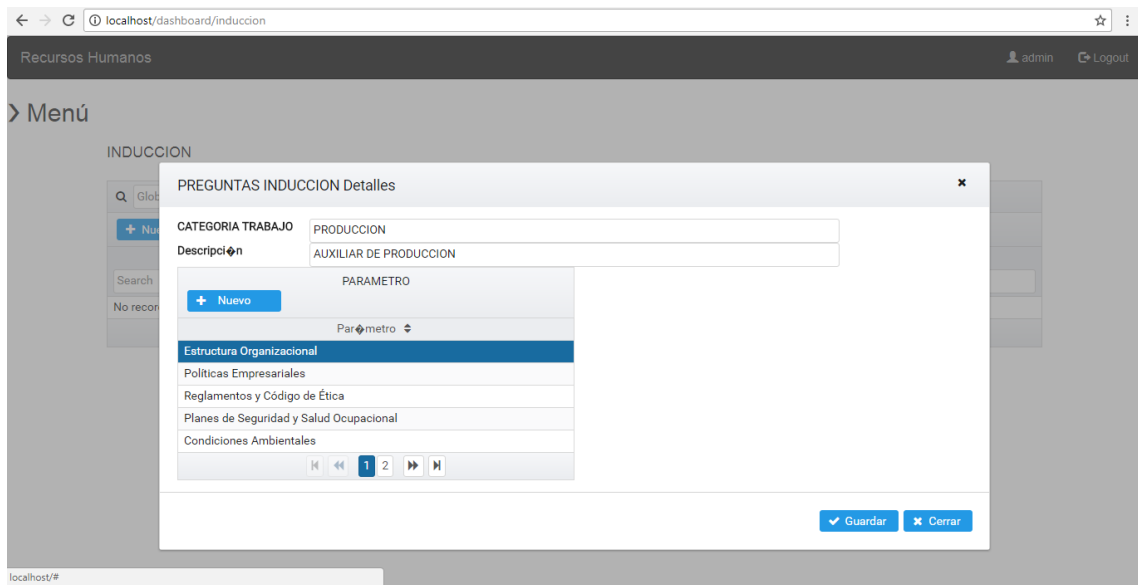 localhost/dashboard/induccion
Recursos Humanos admin Logout
Menú
INDUCCION
PREGUNTAS INDUCCION Detalles
Glob
CATEGORIA TRABAJO PRODUCCION
+ Nue
Descripci�n AUXILIAR DE PRODUCCION
PARAMETRO
Search
+ Nuevo
No recor
Par�metro
Estructura Organizacional
Políticas Empresariales
Reglamentos y Código de Ética
Planes de Seguridad y Salud Ocupacional
Condiciones Ambientales
1 2
Guardar Cerrar
localhost/#